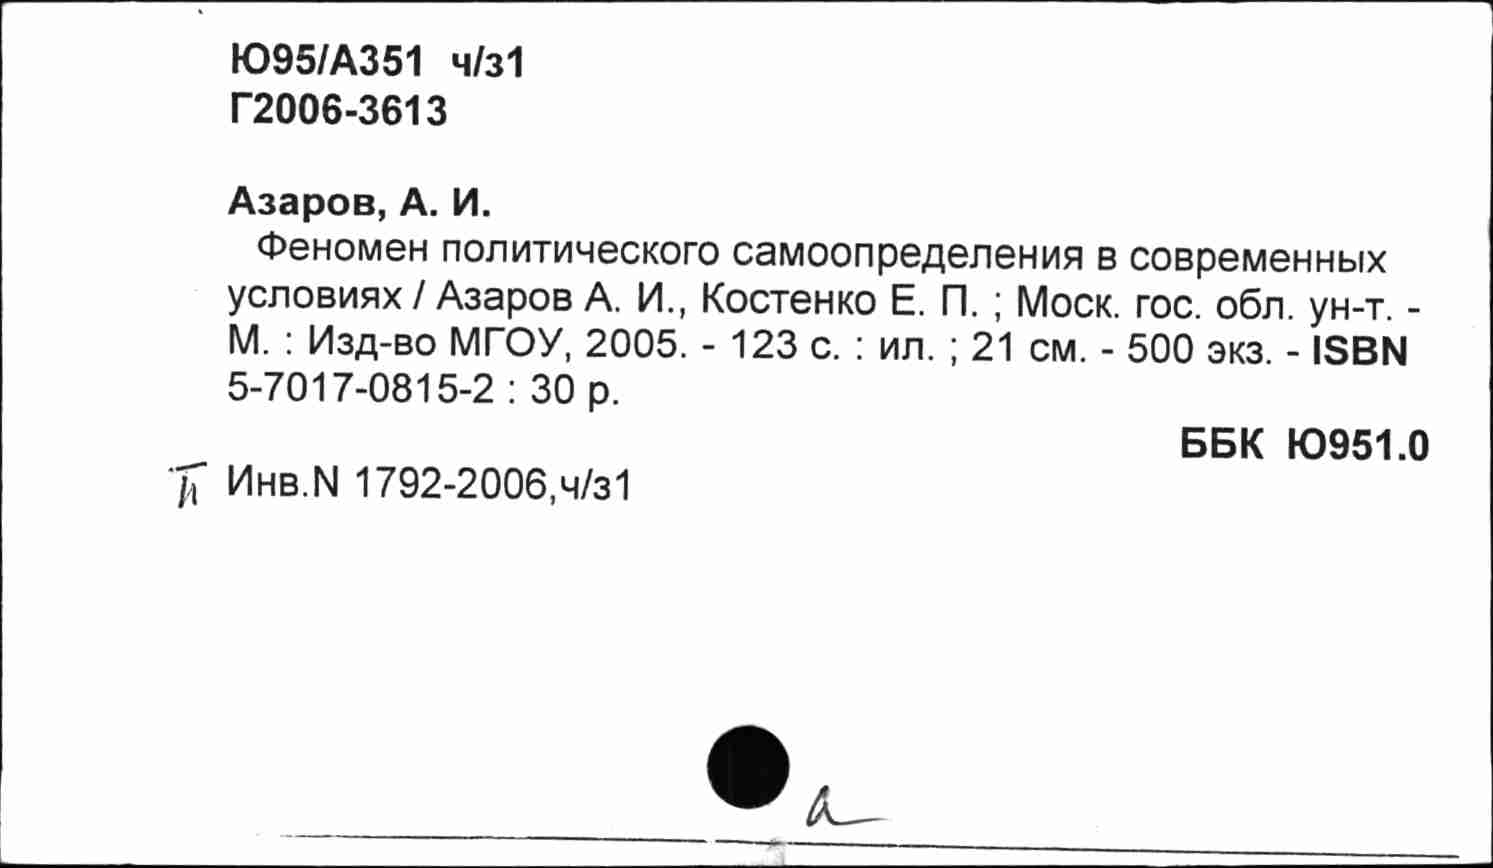 Ю95/А351 ч/з1
Г2006-3613
Азаров, А. И.
Феномен политического самоопределения в современных
условиях / Азаров А. И., Костенко Е. П. ; Моск. гос. обл. ун-т. -
М. : Изд-во МГОУ, 2005. - 123 с. : ил. ; 21 см. - 500 экз. - ISBN
5-7017-0815-2 : 30 р.
ББК Ю951.0
Инв.N 1792-2006,ч/з1
а